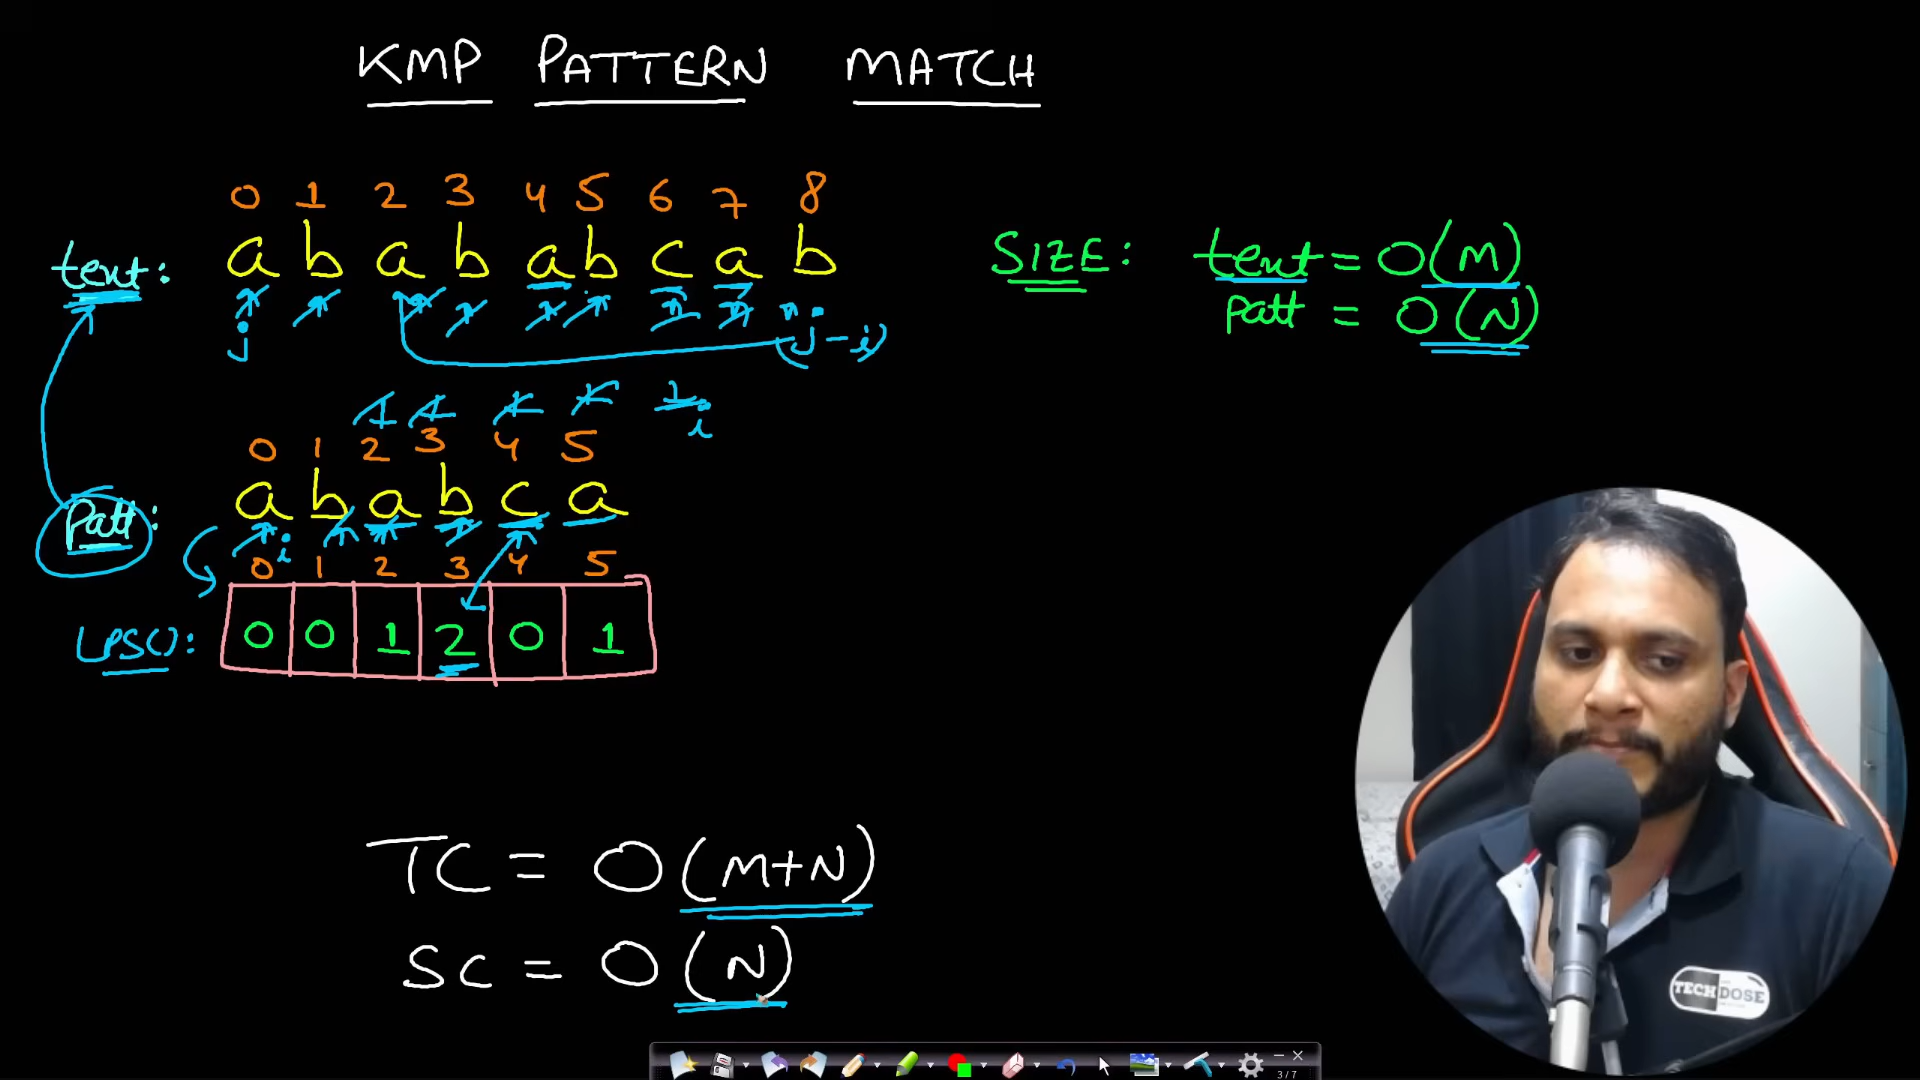 KMP PATTERN MATCH
0 1 2 3 4 5 6 7 8
text: a b a b a b c a b
j
(j-i)
SIZE: text = O(M)
Patt = O(N)
i
0 1 2 3 4 5
Patt: a b a b c a
i
0 1 2 3 4 5
LPS(): 0 0 1 2 0 1
TC = O(M+N)
SC = O(N)
TECH DOSE
3/7